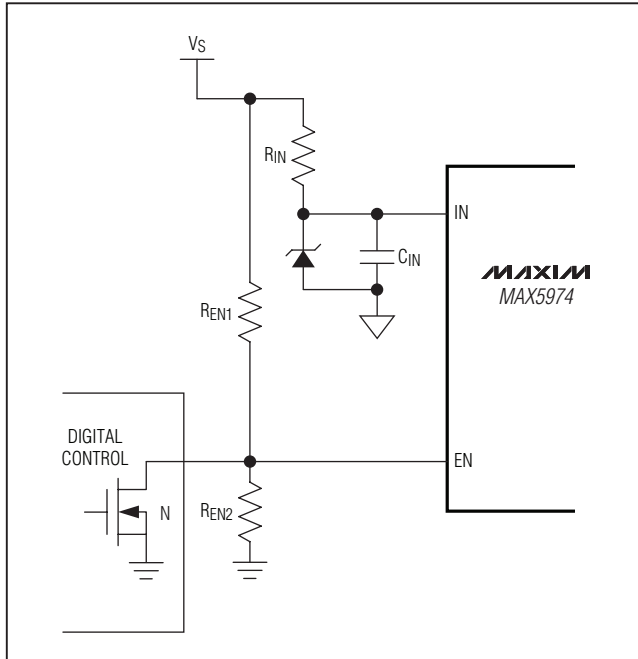 VS
RIN
IN
CIN
MAXIM
MAX5974
REN1
DIGITAL
CONTROL
EN
N
REN2